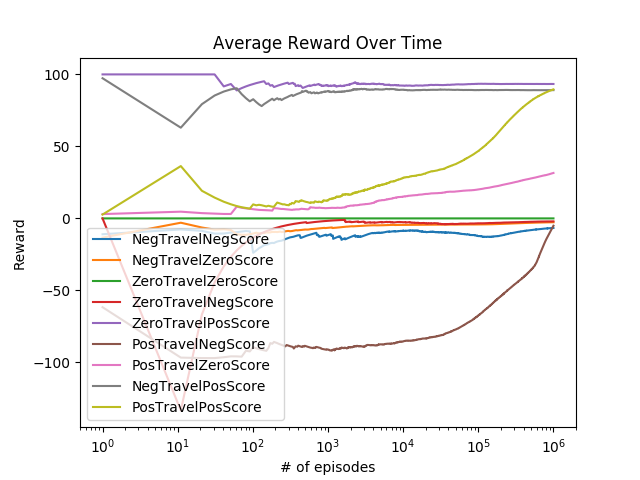 Average Reward Over Time
Reward
100
50
0
−50
−100
NegTravelNegScore
NegTravelZeroScore
ZeroTravelZeroScore
ZeroTravelNegScore
ZeroTravelPosScore
PosTravelNegScore
PosTravelZeroScore
NegTravelPosScore
PosTravelPosScore
10⁰ 10¹ 10² 10³ 10⁴ 10⁵ 10⁶
# of episodes